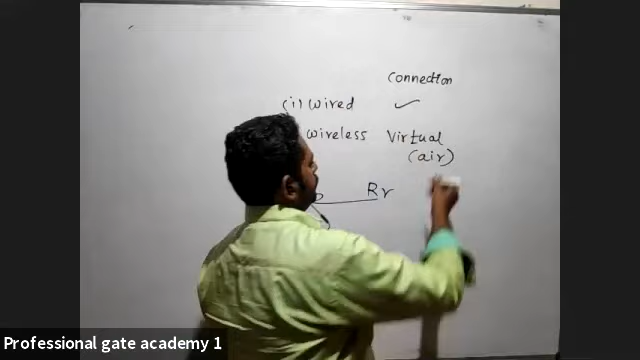 Connection
(i) Wired ✓
Wireless Virtual
(air)
Rr
Professional gate academy 1